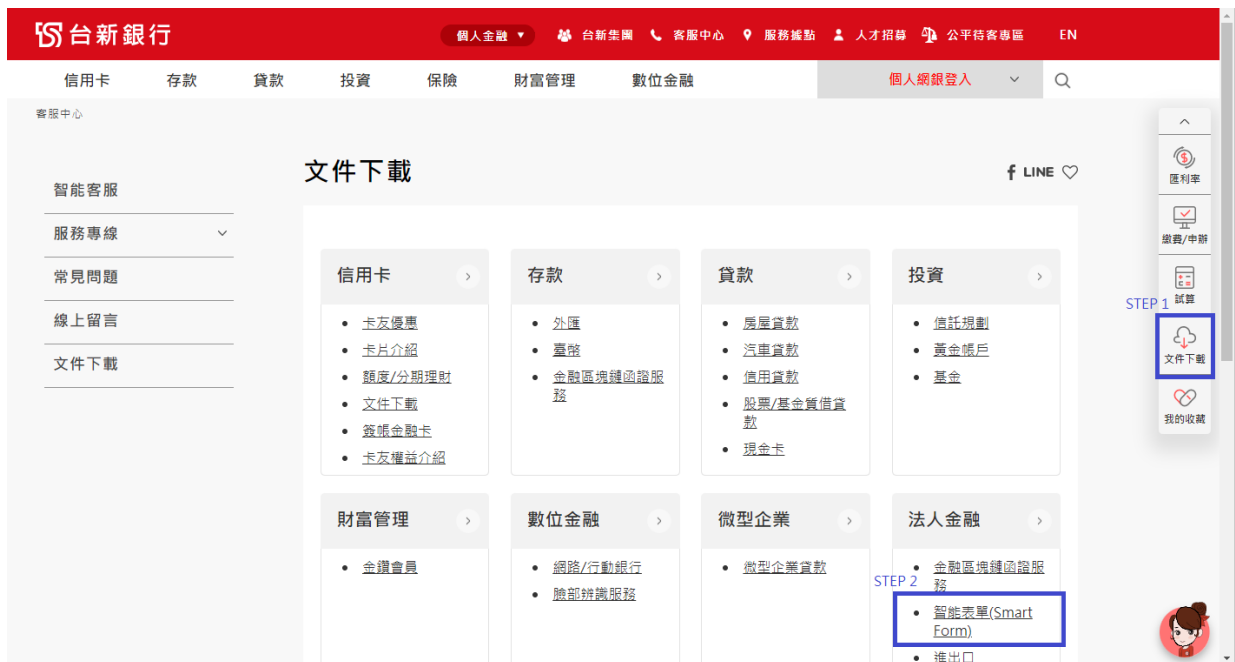 台新銀行
個人金融 ▼ 台新集團 客服中心 服務據點 人才招募 公平待客專區 EN
信用卡 存款 貸款 投資 保險 財富管理 數位金融 個人網銀登入
客服中心
文件下載
LINE
智能客服
服務專線
常見問題
線上留言
文件下載
信用卡
• 卡友優惠
• 卡片介紹
• 額度/分期理財
• 文件下載
• 簽帳金融卡
• 卡友權益介紹
存款
• 外匯
• 臺幣
• 金融區塊鏈函證服
務
貸款
• 房屋貸款
• 汽車貸款
• 信用貸款
• 股票/基金質借貸
款
• 現金卡
投資
• 信託規劃
• 黃金帳戶
• 基金
財富管理
• 金鑽會員
數位金融
• 網路/行動銀行
• 臉部辨識服務
微型企業
• 微型企業貸款
法人金融
• 金融區塊鏈函證服
務
STEP 2
• 智能表單(Smart
Form)
• 進出口
匯利率
繳費/申辦
試算
STEP 1
文件下載
我的收藏